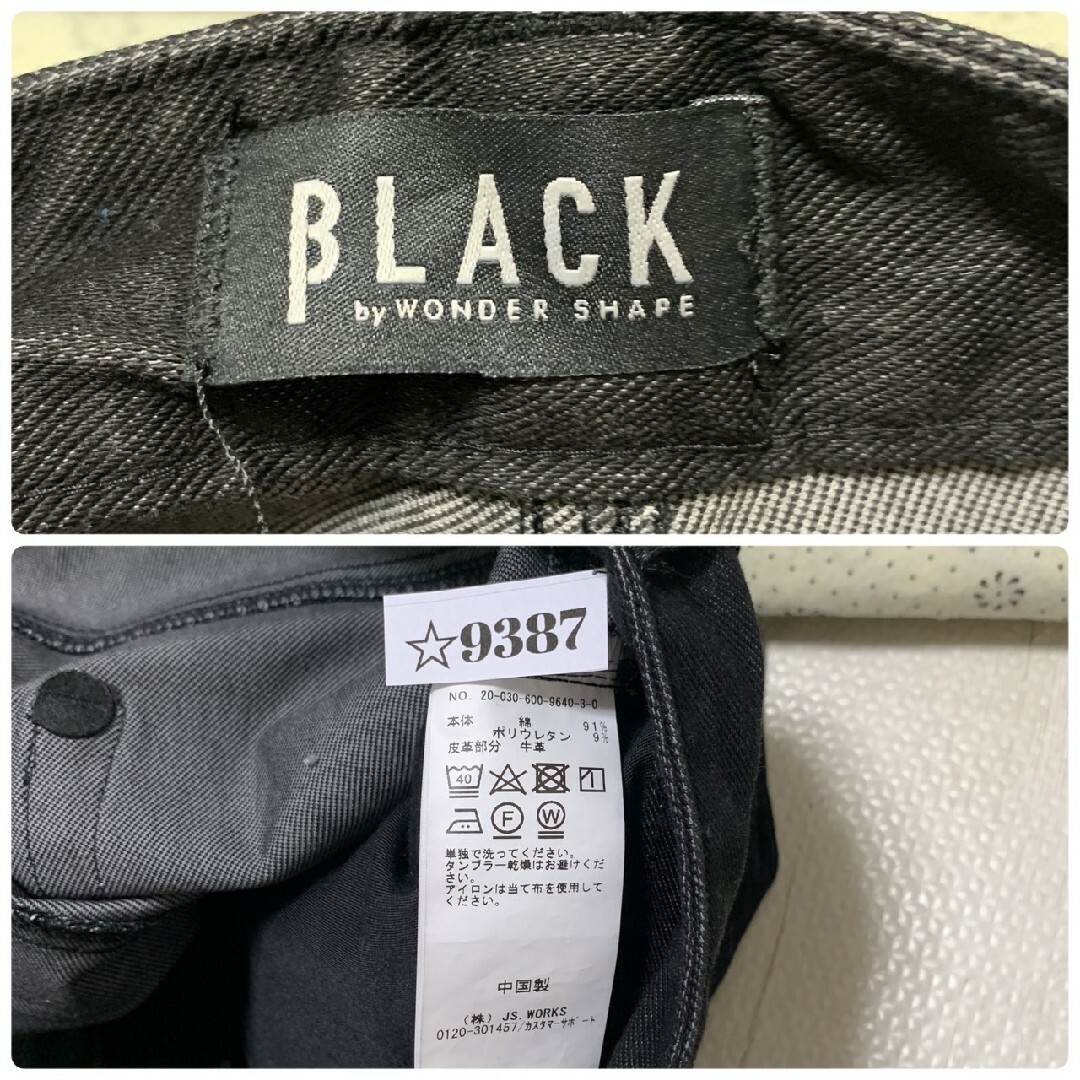 BLACK
by WONDER SHAPE
☆9387
NO. 20-030-600-9640-3-0
本体 綿 91%
ポリウレタン 9%
皮革部分 牛革
40
F W
単独で洗ってください。
タンブラー乾燥はお避けくだ
さい。
アイロンは当て布を使用して
ください。
中国製
(株) JS.WORKS
0120-301457/カスタマーサポート